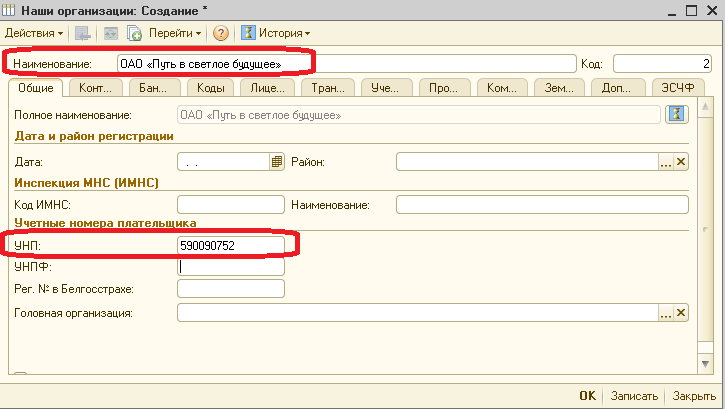 Наши организации: Создание *
Действия Перейти История
Наименование: ОАО «Путь в светлое будущее» Код: 2
Общие Конт... Бан... Коды Лице... Тран... Уче... Про... Ком... Зем... Доп... ЭСЧФ
Полное наименование: ОАО «Путь в светлое будущее»
Дата и район регистрации
Дата: . . Район: ...
Инспекция МНС (ИМНС)
Код ИМНС: Наименование:
Учетные номера плательщика
УНП: 590090752
УНПФ:
Рег. № в Белгосстрахе:
Головная организация: ...
OK Записать Закрыть